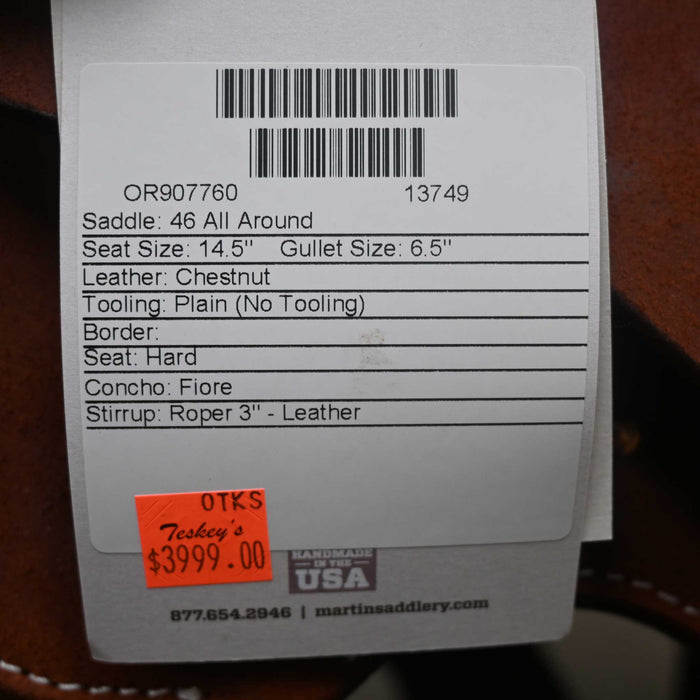 OR907760 13749
Saddle: 46 All Around
Seat Size: 14.5" Gullet Size: 6.5"
Leather: Chestnut
Tooling: Plain (No Tooling)
Border:
Seat: Hard
Concho: Fiore
Stirrup: Roper 3" - Leather
OTKS
Teskey's
$3999.00
HANDMADE
IN THE
USA
877.654.2946 | martinsaddlery.com